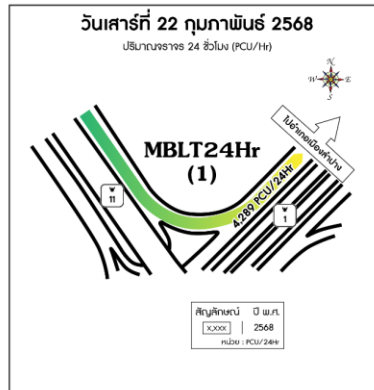 วันเสาร์ที่ 22 กุมภาพันธ์ 2568
ปริมาณจราจร 24 ชั่วโมง (PCU/Hr)
N
W E
S
ไปอำเภอเมืองลำปาง
MBLT24Hr
(1)
11
4,289 PCU/24Hr
1
สัญลักษณ์ ปี พ.ศ.
x,xxx 2568
หน่วย : PCU/24Hr